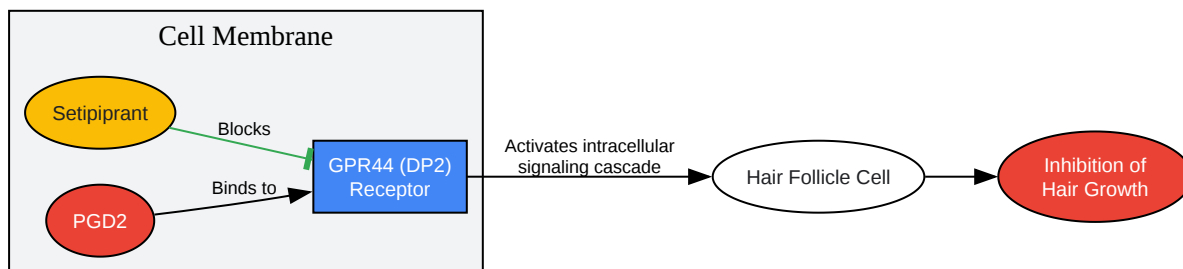 Cell Membrane
Setipiprant
Blocks
GPR44 (DP2)
Receptor
Binds to
PGD2
Activates intracellular
signaling cascade
Hair Follicle Cell
Inhibition of
Hair Growth